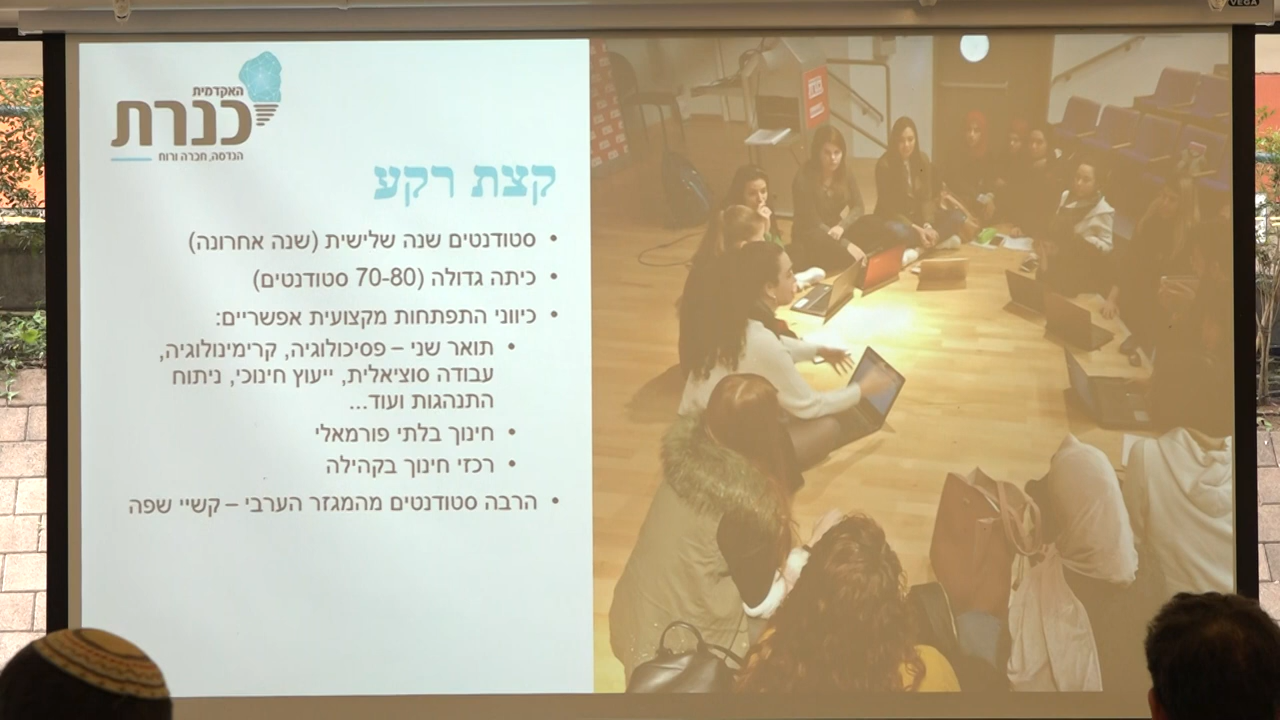 VEGA
האקדמית
כנרת
הנדסה, חברה ורוח
קצת רקע
• סטודנטים שנה שלישית (שנה אחרונה)
• כיתה גדולה (70-80 סטודנטים)
• כיווני התפתחות מקצועית אפשריים:
• תואר שני – פסיכולוגיה, קרימינולוגיה,
עבודה סוציאלית, ייעוץ חינוכי, ניתוח
התנהגות ועוד...
• חינוך בלתי פורמאלי
• רכזי חינוך בקהילה
• הרבה סטודנטים מהמגזר הערבי – קשיי שפה